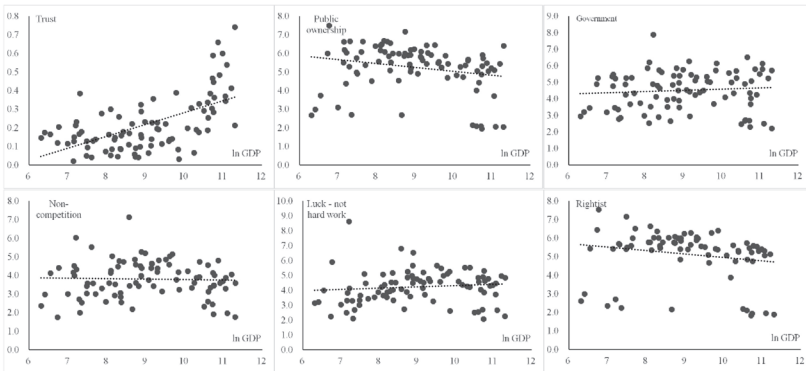 Trust
0.8
0.7
0.6
0.5
0.4
0.3
0.2
0.1
0.0
ln GDP
6 7 8 9 10 11 12
Public
ownership
8.0
7.0
6.0
5.0
4.0
3.0
2.0
1.0
0.0
ln GDP
6 7 8 9 10 11 12
Government
9.0
8.0
7.0
6.0
5.0
4.0
3.0
2.0
1.0
0.0
ln GDP
6 7 8 9 10 11 12
Non-
competition
8.0
7.0
6.0
5.0
4.0
3.0
2.0
1.0
0.0
ln GDP
6 7 8 9 10 11 12
Luck - not
hard work
10.0
9.0
8.0
7.0
6.0
5.0
4.0
3.0
2.0
1.0
0.0
ln GDP
6 7 8 9 10 11 12
Rightist
8.0
7.0
6.0
5.0
4.0
3.0
2.0
1.0
0.0
ln GDP
6 7 8 9 10 11 12